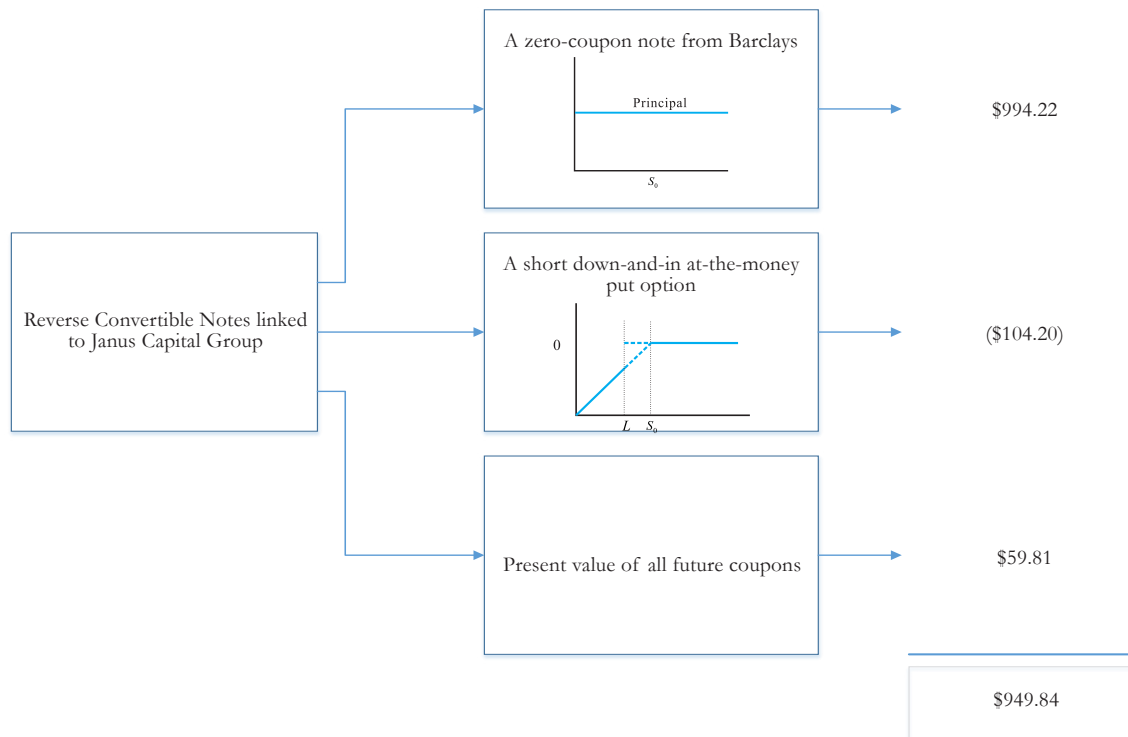 A zero-coupon note from Barclays
Principal
S₀
$994.22
Reverse Convertible Notes linked
to Janus Capital Group
A short down-and-in at-the-money
put option
0
L S₀
($104.20)
Present value of all future coupons
$59.81
$949.84